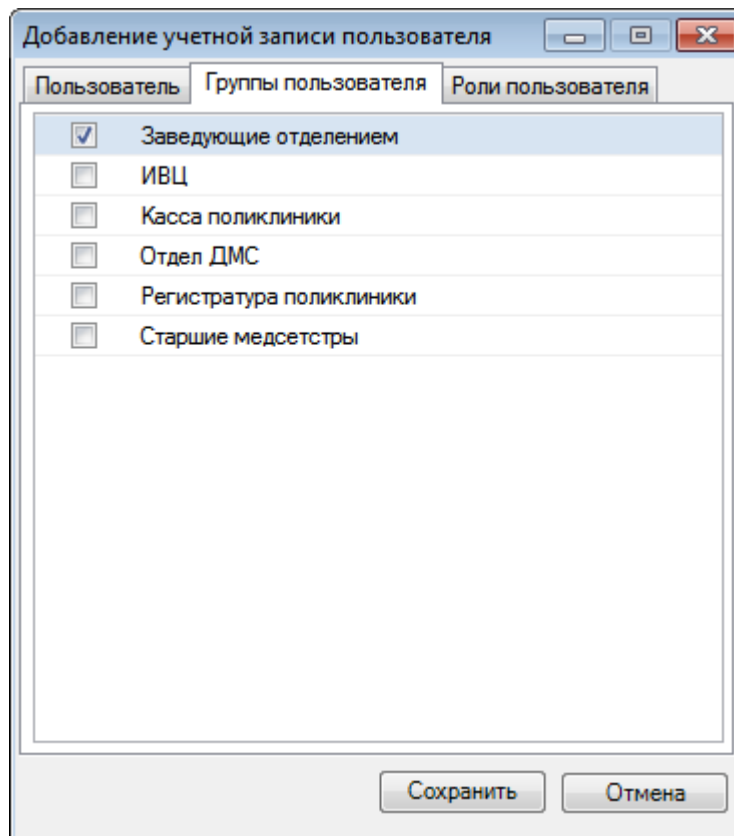 Добавление учетной записи пользователя
Пользователь Группы пользователя Роли пользователя
Заведующие отделением
ИВЦ
Касса поликлиники
Отдел ДМС
Регистратура поликлиники
Старшие медсетстры
Сохранить Отмена